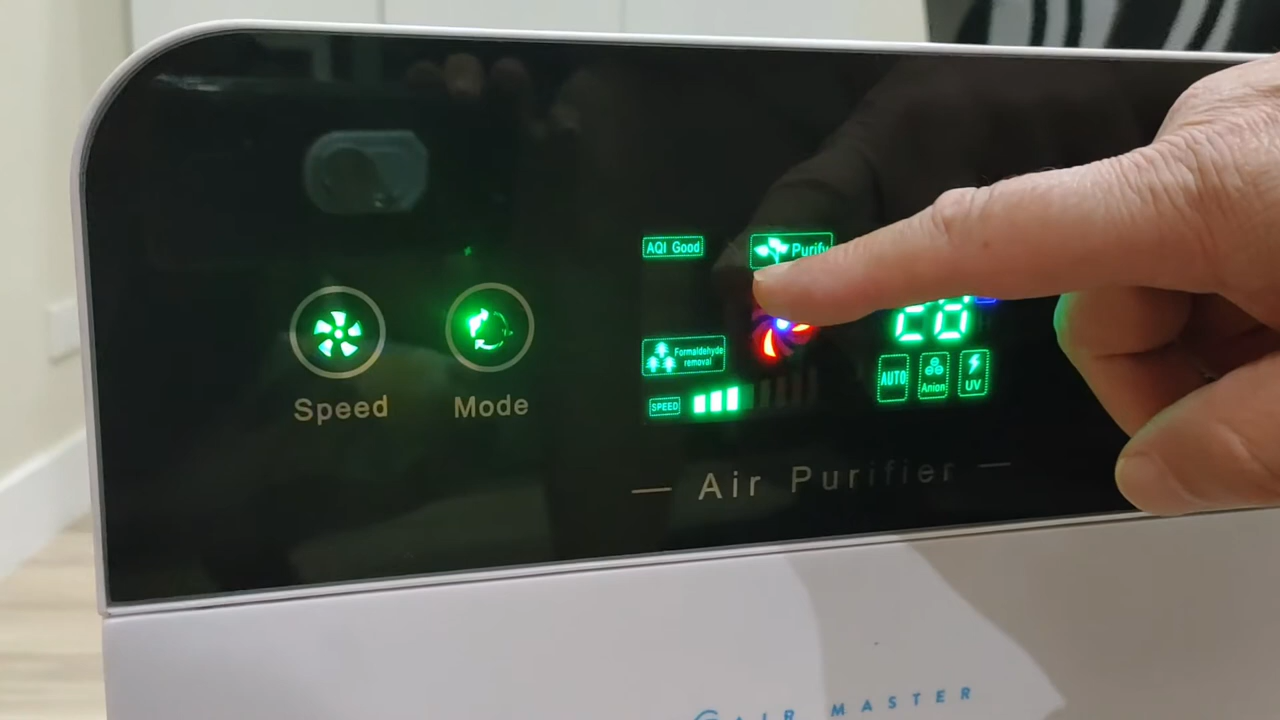 AQI Good
Purify
Formaldehyde
removal
SPEED
AUTO
Anion
UV
Speed
Mode
— Air Purifier —
AIR MASTER